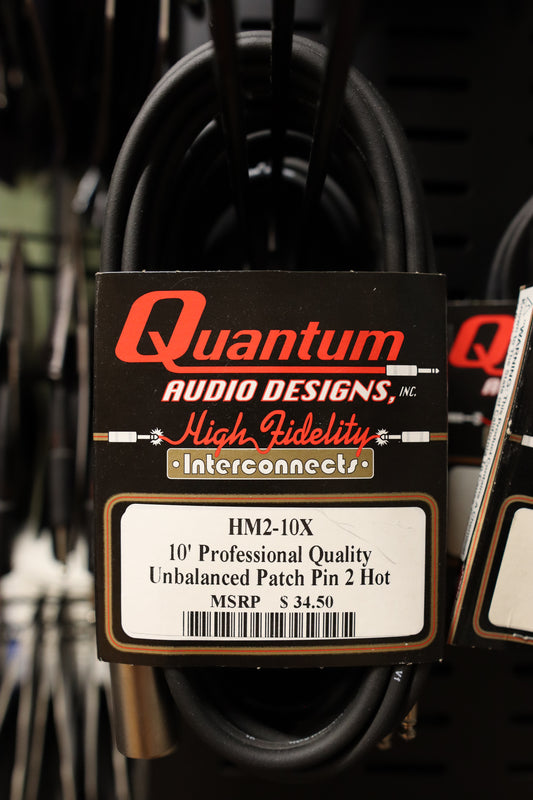 Quantum
AUDIO DESIGNS, INC.
High Fidelity
Interconnects
HM2-10X
10' Professional Quality
Unbalanced Patch Pin 2 Hot
MSRP $ 34.50